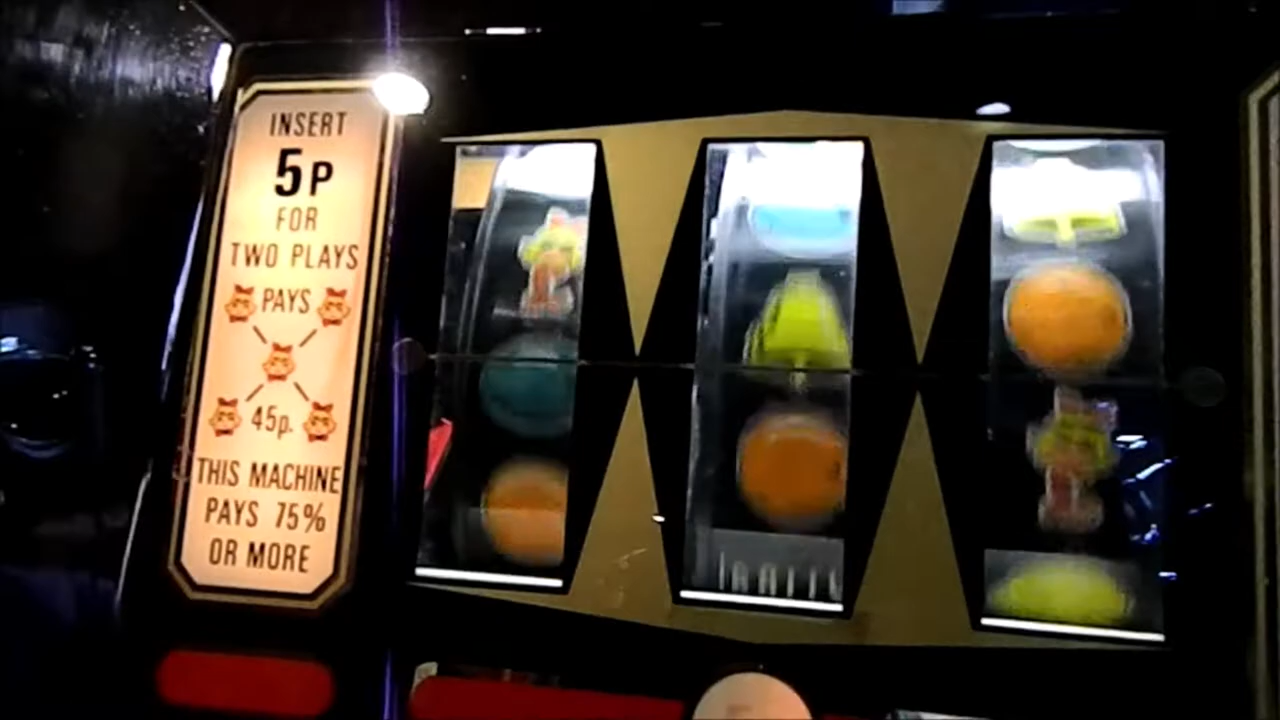 INSERT
5P
FOR
TWO PLAYS
PAYS
45p.
THIS MACHINE
PAYS 75%
OR MORE